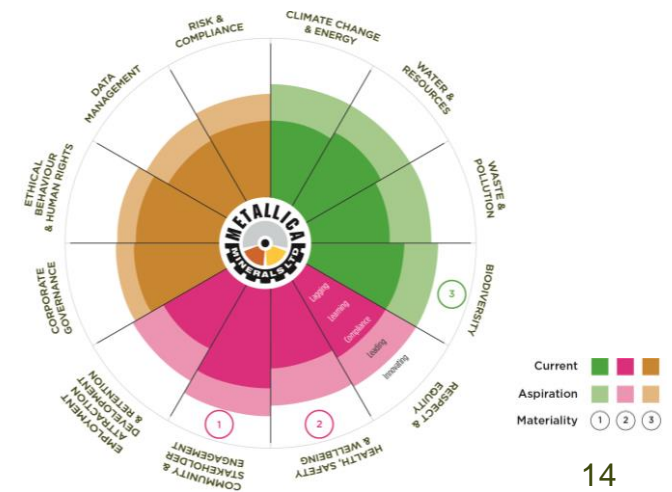 RISK &
COMPLIANCE
CLIMATE CHANGE
& ENERGY
WATER &
RESOURCES
WASTE &
POLLUTION
BIODIVERSITY
3
RESPECT &
EQUITY
HEALTH, SAFETY
& WELLBEING
2
COMMUNITY &
STAKEHOLDER
ENGAGEMENT
1
EMPLOYMENT
ATTRACTION
DEVELOPMENT
& RETENTION
CORPORATE
GOVERNANCE
ETHICAL
BEHAVIOUR
& HUMAN RIGHTS
DATA
MANAGEMENT
METALLICA
MINERALS LTD
Lagging
Learning
Compliance
Leading
Innovating
Current
Aspiration
Materiality 1 2 3
14